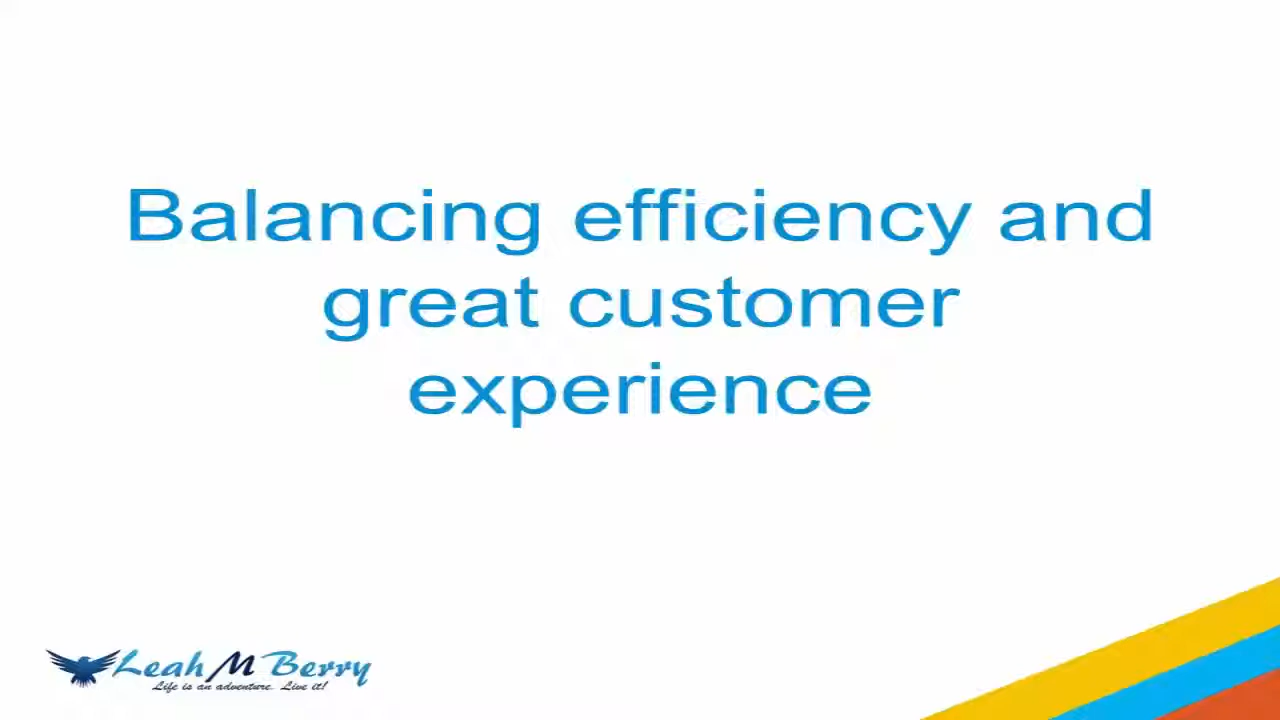 Balancing efficiency and
great customer
experience
Leah M Berry
Life is an adventure. Live it!